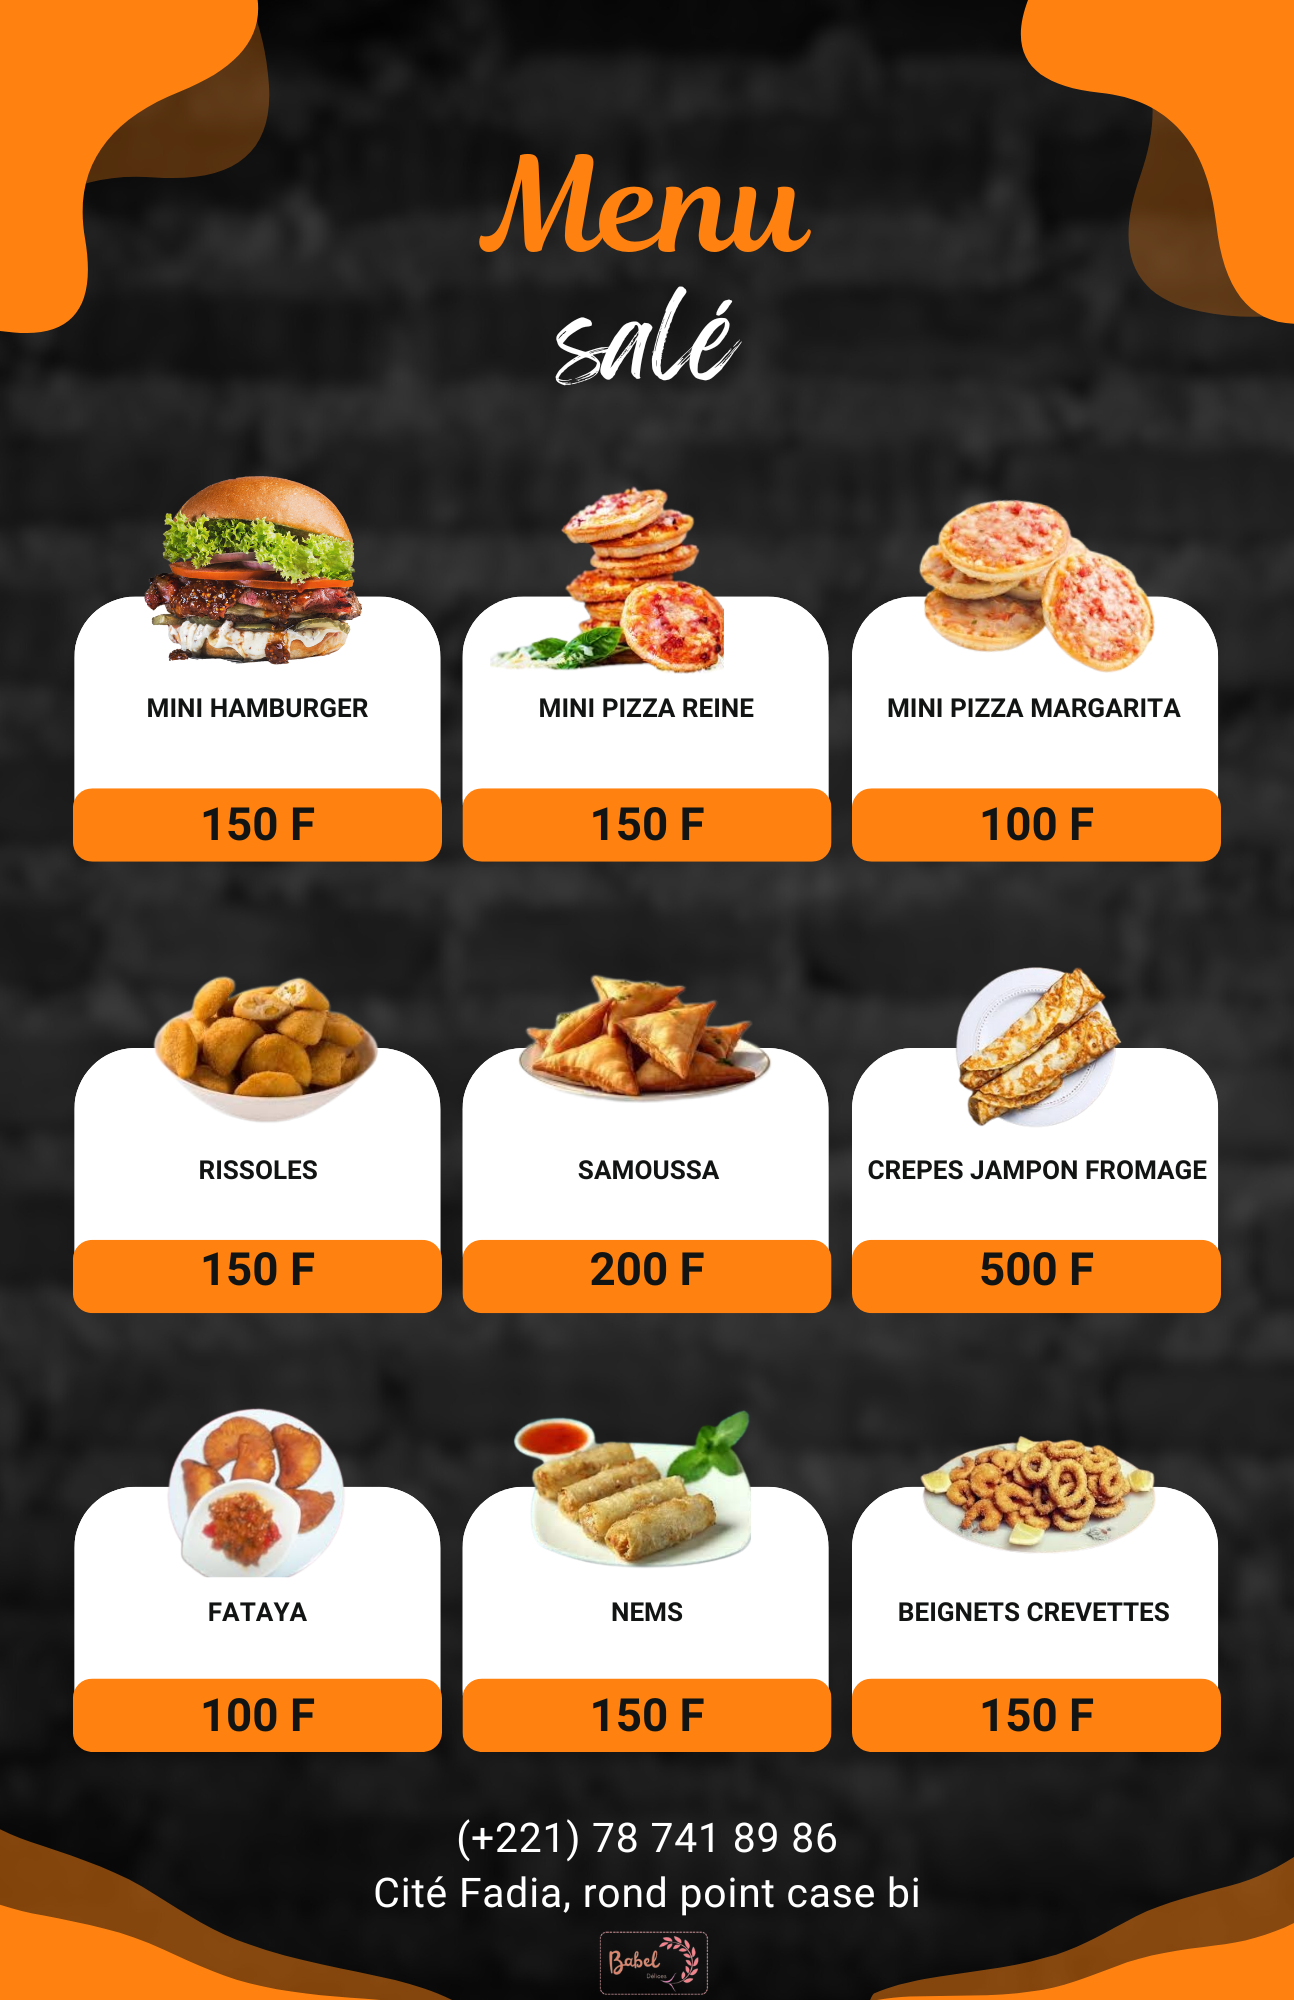 Menu
salé
MINI HAMBURGER
MINI PIZZA REINE
MINI PIZZA MARGARITA
150 F
150 F
100 F
RISSOLES
SAMOUSSA
CREPES JAMPON FROMAGE
150 F
200 F
500 F
FATAYA
NEMS
BEIGNETS CREVETTES
100 F
150 F
150 F
(+221) 78 741 89 86
Cité Fadia, rond point case bi
Babel
Délices